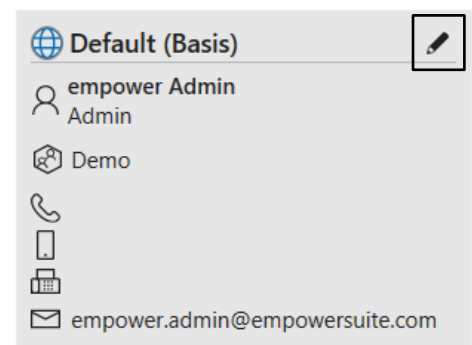 Default (Basis)
empower Admin
Admin
Demo
empower.admin@empowersuite.com